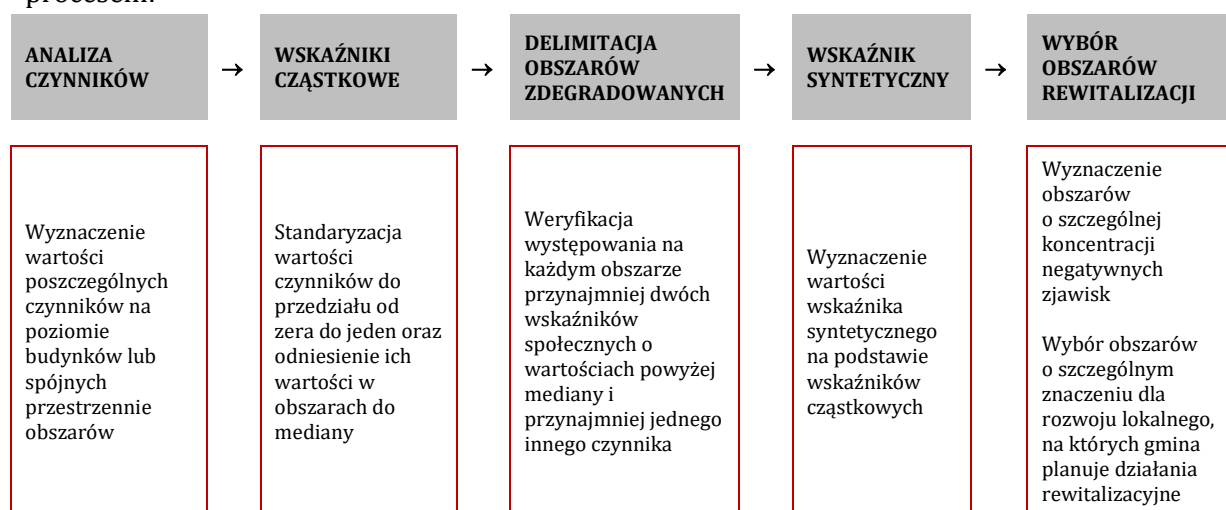 procesem.
ANALIZA
CZYNNIKÓW
→
WSKAŹNIKI
CZĄSTKOWE
→
DELIMITACJA
OBSZARÓW
ZDEGRADOWANYCH
→
WSKAŹNIK
SYNTETYCZNY
→
WYBÓR
OBSZARÓW
REWITALIZACJI
Wyznaczenie
wartości
poszczególnych
czynników na
poziomie
budynków lub
spójnych
przestrzennie
obszarów
Standaryzacja
wartości
czynników do
przedziału od
zera do jeden oraz
odniesienie ich
wartości w
obszarach do
mediany
Weryfikacja
występowania na
każdym obszarze
przynajmniej dwóch
wskaźników
społecznych o
wartościach powyżej
mediany i
przynajmniej jednego
innego czynnika
Wyznaczenie
wartości
wskaźnika
syntetycznego
na podstawie
wskaźników
cząstkowych
Wyznaczenie
obszarów
o szczególnej
koncentracji
negatywnych
zjawisk
Wybór obszarów
o szczególnym
znaczeniu dla
rozwoju lokalnego,
na których gmina
planuje działania
rewitalizacyjne